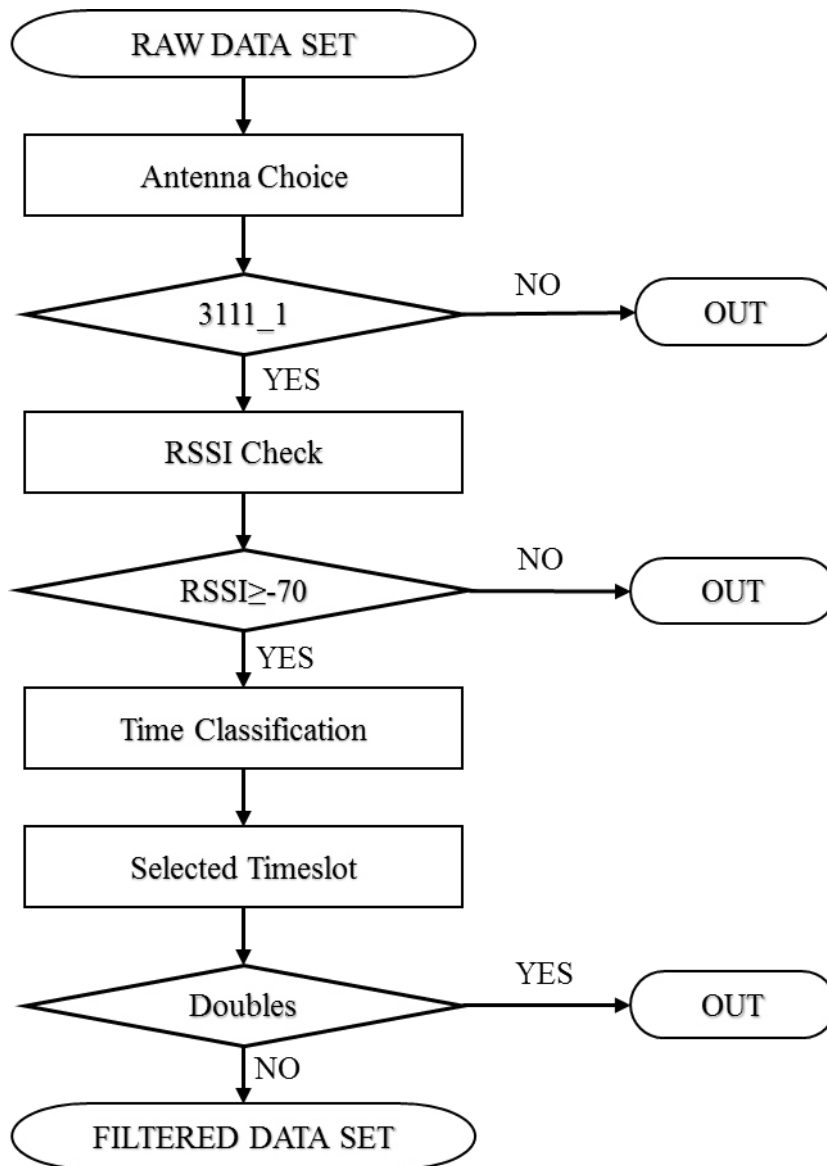 RAW DATA SET
Antenna Choice
3111_1
NO
OUT
YES
RSSI Check
RSSI≥-70
NO
OUT
YES
Time Classification
Selected Timeslot
Doubles
YES
OUT
NO
FILTERED DATA SET